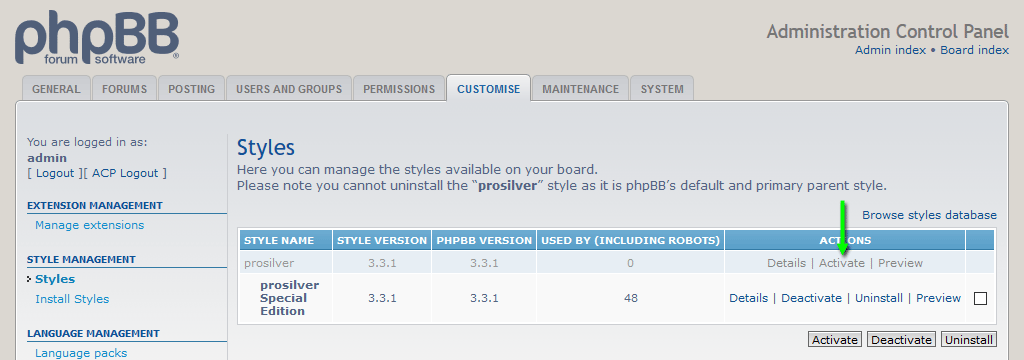 phpBB®
forum software
Administration Control Panel
Admin index • Board index
GENERAL FORUMS POSTING USERS AND GROUPS PERMISSIONS CUSTOMISE MAINTENANCE SYSTEM
You are logged in as:
admin
[ Logout ][ ACP Logout ]
EXTENSION MANAGEMENT
Manage extensions
STYLE MANAGEMENT
Styles
Install Styles
LANGUAGE MANAGEMENT
Language packs
Styles
Here you can manage the styles available on your board.
Please note you cannot uninstall the “prosilver” style as it is phpBB’s default and primary parent style.
Browse styles database
STYLE NAME STYLE VERSION PHPBB VERSION USED BY (INCLUDING ROBOTS) ACTIONS
prosilver 3.3.1 3.3.1 0 Details | Activate | Preview
prosilver
Special
Edition
3.3.1 3.3.1 48 Details | Deactivate | Uninstall | Preview
Activate Deactivate Uninstall